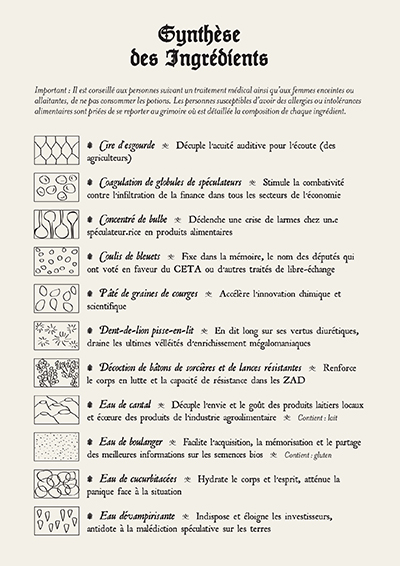 Synthèse
des Ingrédients
Important : Il est conseillé aux personnes suivant un traitement médical ainsi qu'aux femmes enceintes ou
allaitantes, de ne pas consommer les potions. Les personnes susceptibles d'avoir des allergies ou intolérances
alimentaires sont priées de se reporter au grimoire où est détaillée la composition de chaque ingrédient.
Cire d'esgourde Décuple l'acuité auditive pour l'écoute (des
agriculteurs)
Coagulation de globules de spéculateurs Stimule la combativité
contre l'infiltration de la finance dans tous les secteurs de l'économie
Concentré de bulbe Déclenche une crise de larmes chez un.e
spéculateur.rice en produits alimentaires
Coulis de bleuets Fixe dans la mémoire, le nom des députés qui
ont voté en faveur du CETA ou d'autres traités de libre-échange
Pâté de graines de courges Accélère l'innovation chimique et
scientifique
Dent-de-lion pisse-en-lit En dit long sur ses vertus diurétiques,
draine les ultimes velléités d'enrichissement mégalomaniaques
Décoction de bâtons de sorcières et de lances résistantes Renforce
le corps en lutte et la capacité de résistance dans les ZAD
Eau de cantal Décuple l'envie et le goût des produits laitiers locaux
et écœure des produits de l'industrie agroalimentaire Contient : lait
Eau de boulanger Facilite l'acquisition, la mémorisation et le partage
des meilleures informations sur les semences bios Contient : gluten
Eau de cucurbitacées Hydrate le corps et l'esprit, atténue la
panique face à la situation
Eau dévampirisante Indispose et éloigne les investisseurs,
antidote à la malédiction spéculative sur les terres